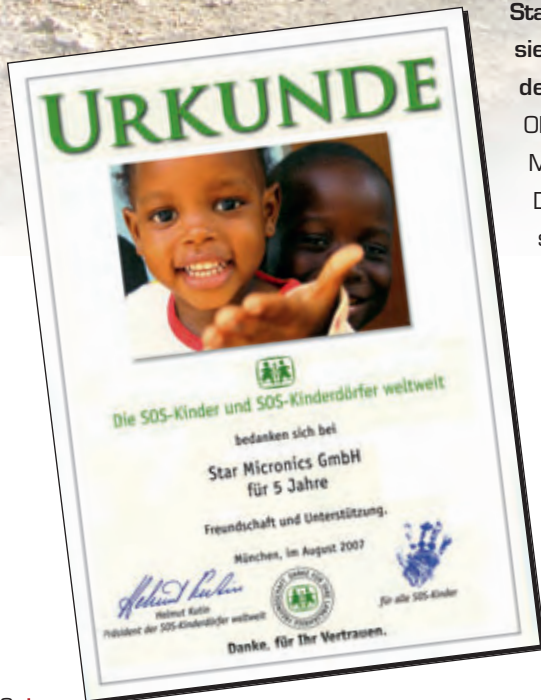 Sta
sie
de
URKUNDE
Die SOS-Kinder und SOS-Kinderdörfer weltweit
bedanken sich bei
Star Micronics GmbH
für 5 Jahre
Freundschaft und Unterstützung.
München, im August 2007
Helmut Kutin
Präsident der SOS-Kinderdörfer weltweit
für alle SOS-Kinder
Danke, für Ihr Vertrauen.